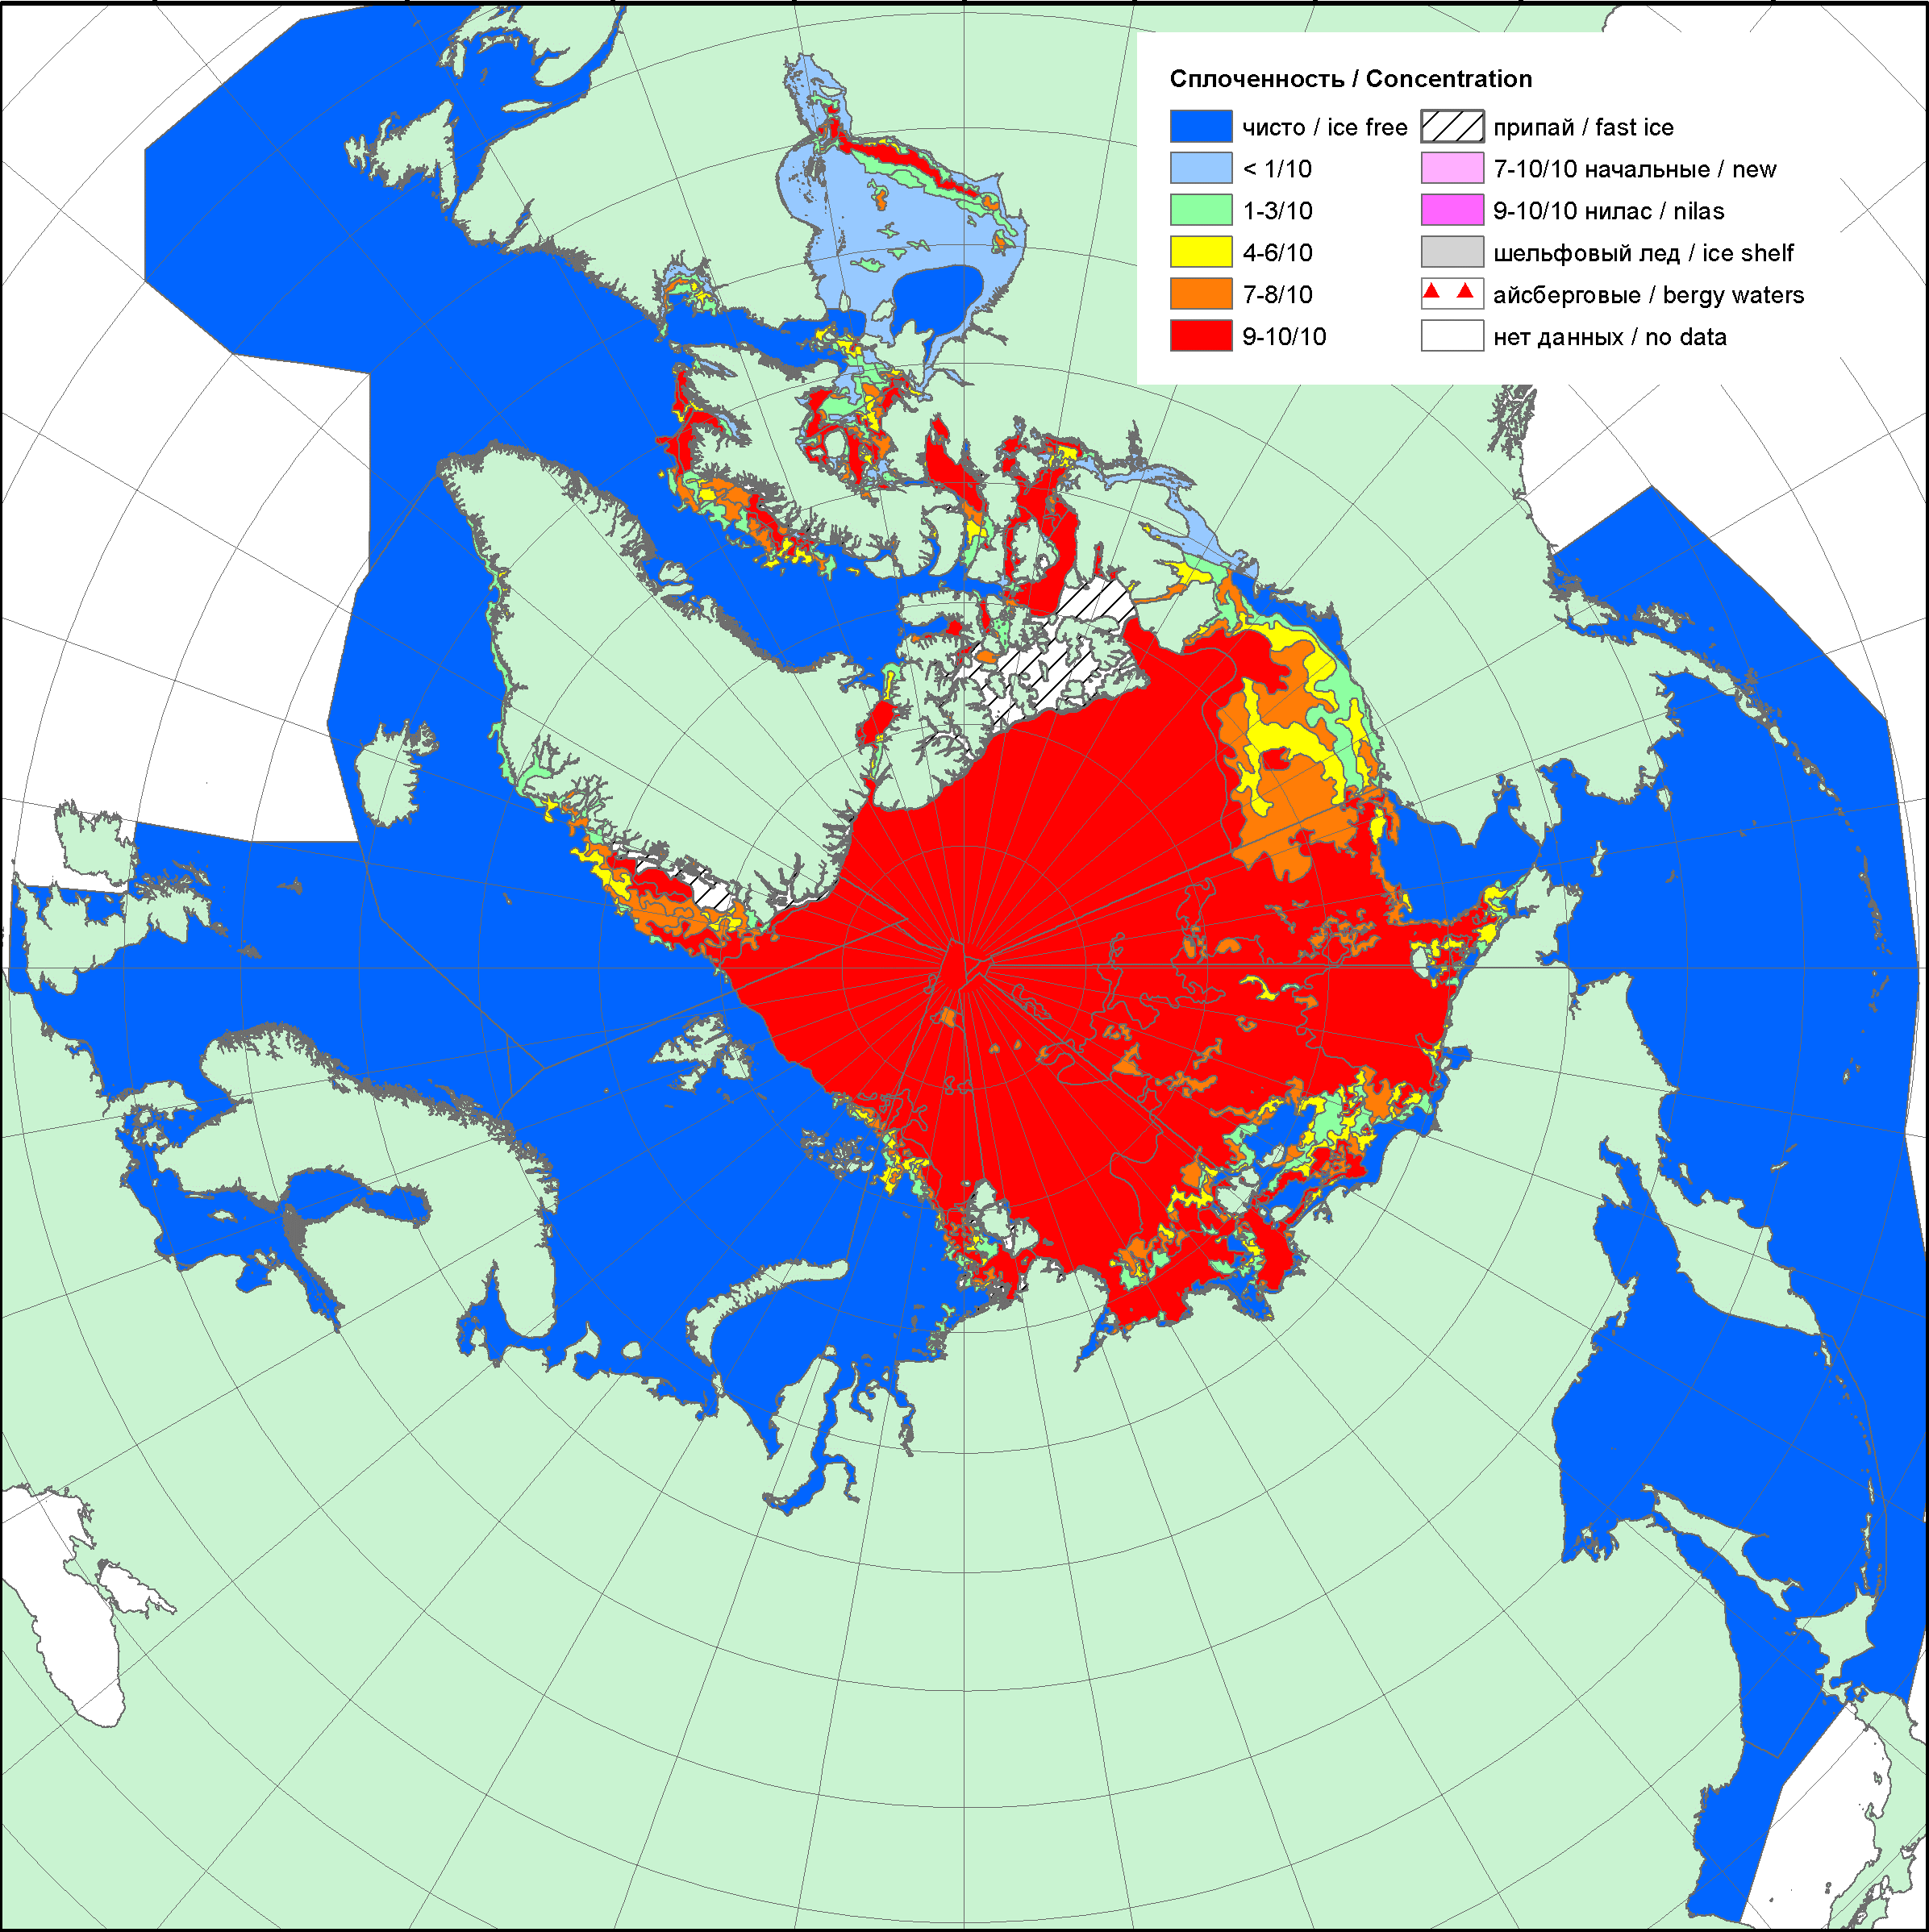 Сплоченность / Concentration
чисто / ice free
< 1/10
1-3/10
4-6/10
7-8/10
9-10/10
припай / fast ice
7-10/10 начальные / new
9-10/10 нилас / nilas
шельфовый лед / ice shelf
айсберговые / bergy waters
нет данных / no data